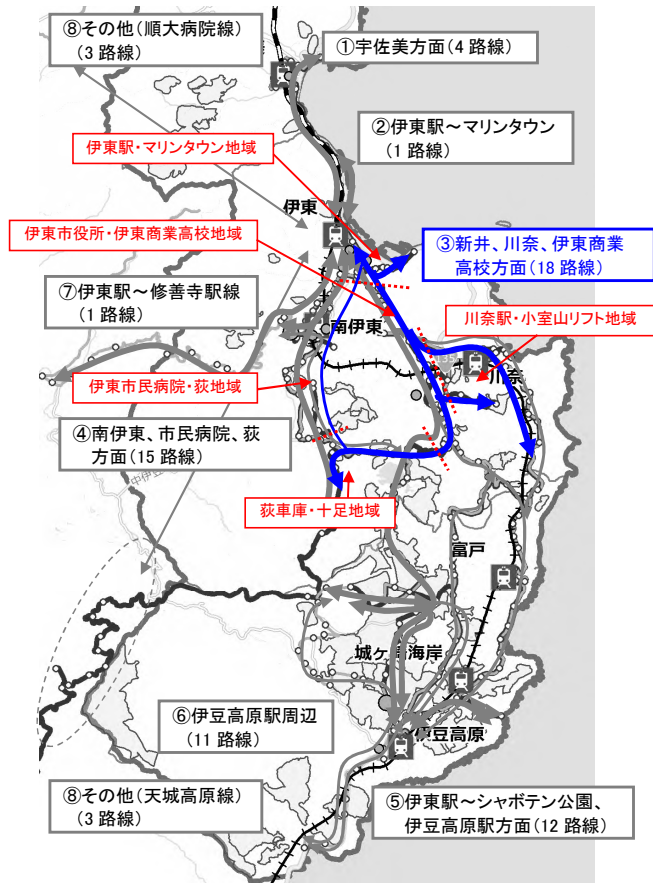 ⑧その他（順大病院線）
（3 路線）
①宇佐美方面（4 路線）
②伊東駅～マリンタウン
（1 路線）
伊東駅・マリンタウン地域
伊東
伊東市役所・伊東商業高校地域
③新井、川奈、伊東商業
高校方面（18 路線）
⑦伊東駅～修善寺駅線
（1 路線）
南伊東
川奈駅・小室山リフト地域
135
川奈
伊東市民病院・荻地域
④南伊東、市民病院、荻
方面（15 路線）
荻車庫・十足地域
富戸
城ヶ崎海岸
⑥伊豆高原駅周辺
（11 路線）
伊豆高原
⑧その他（天城高原線）
（3 路線）
⑤伊東駅～シャボテン公園、
伊豆高原駅方面（12 路線）